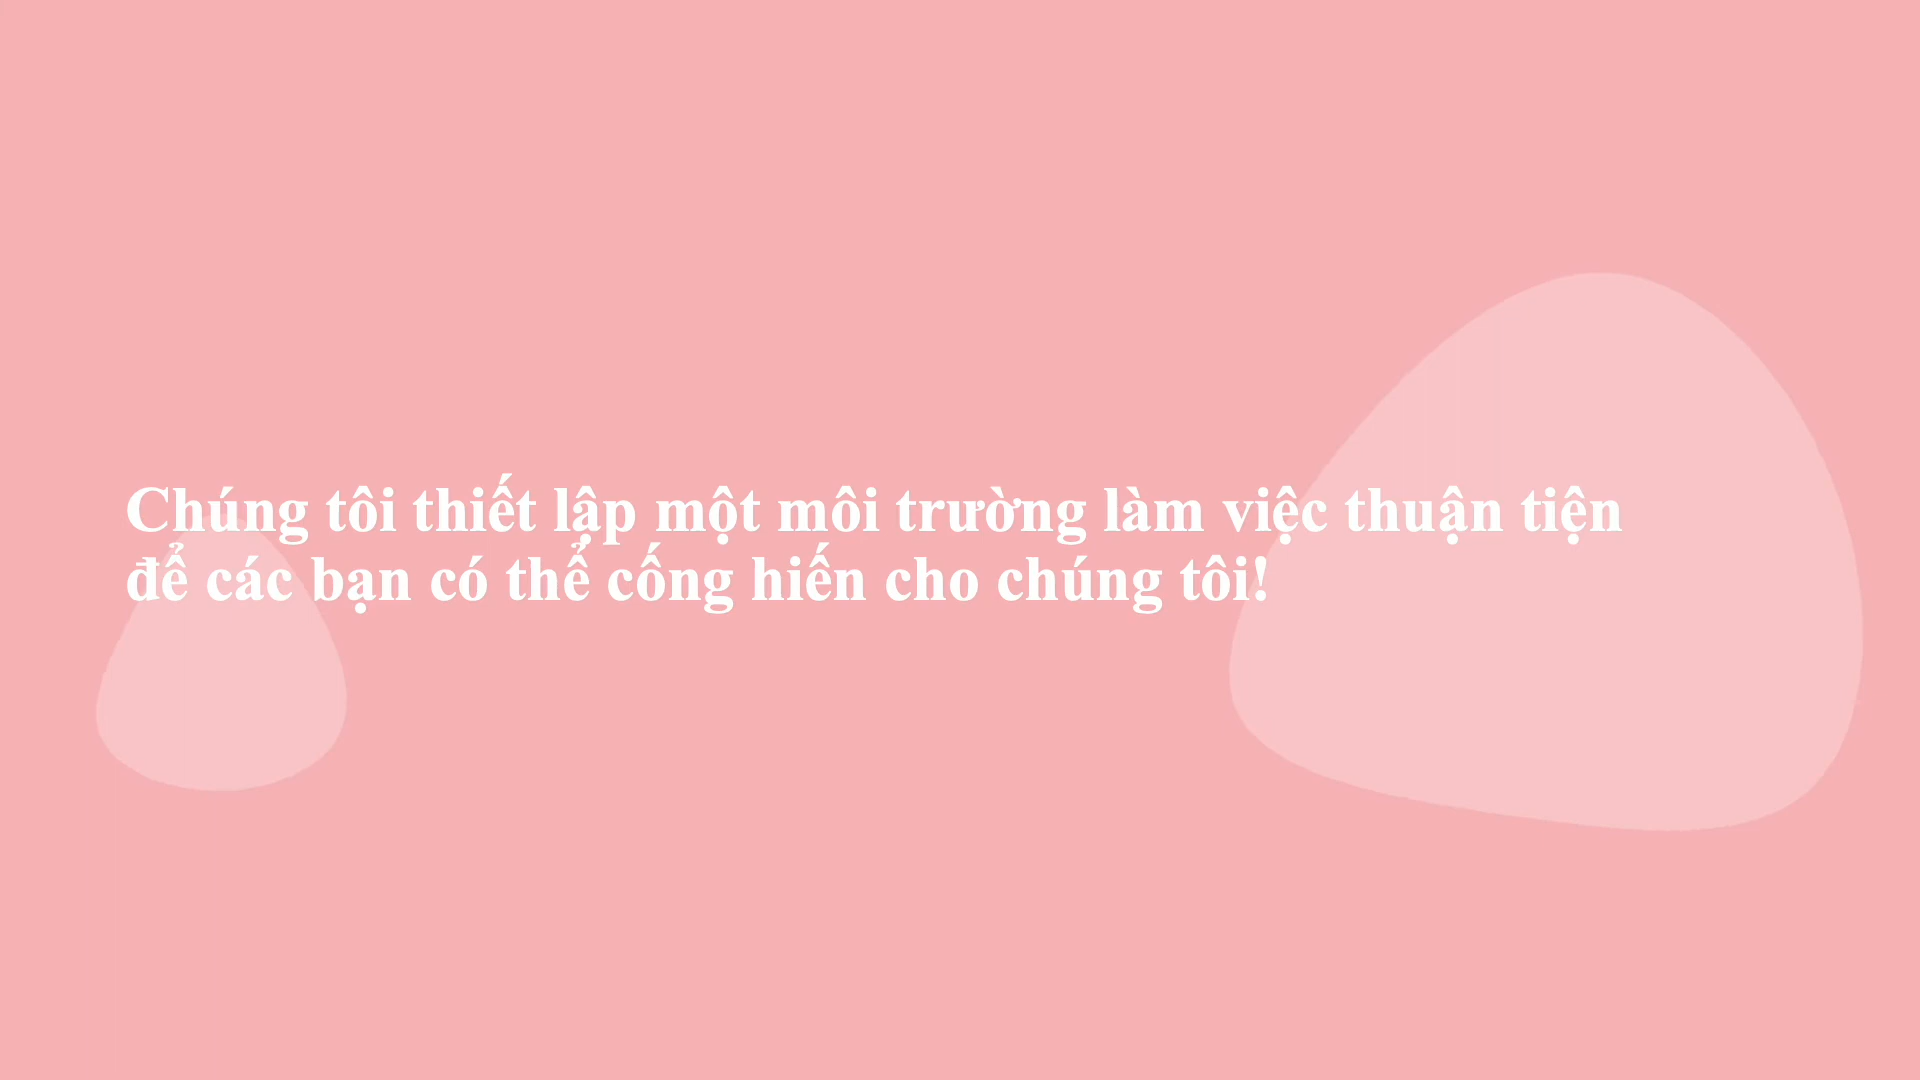 Chúng tôi thiết lập một môi trường làm việc thuận tiện
để các bạn có thể cống hiến cho chúng tôi!